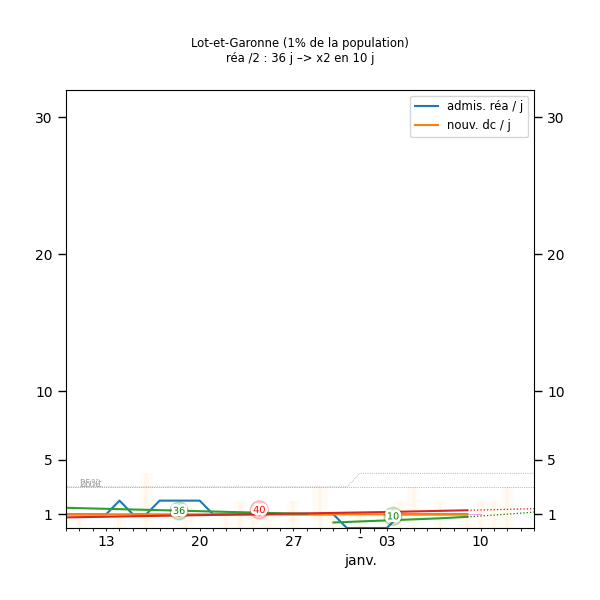 Lot-et-Garonne (1% de la population)
réa /2 : 36 j –> x2 en 10 j
admis. réa / j
nouv. dc / j
30 30
20 20
10 10
5 5
36 40 10
1 1
13 20 27 - 03 10
janv.